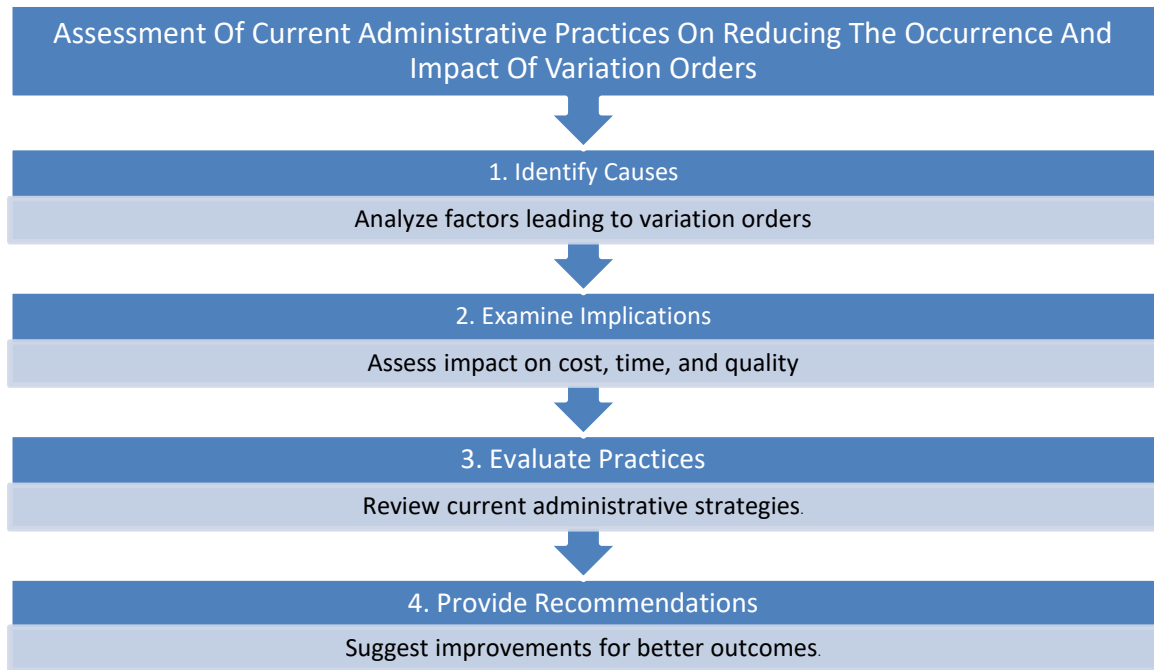 Assessment Of Current Administrative Practices On Reducing The Occurrence And
Impact Of Variation Orders
1. Identify Causes
Analyze factors leading to variation orders
2. Examine Implications
Assess impact on cost, time, and quality
3. Evaluate Practices
Review current administrative strategies.
4. Provide Recommendations
Suggest improvements for better outcomes.